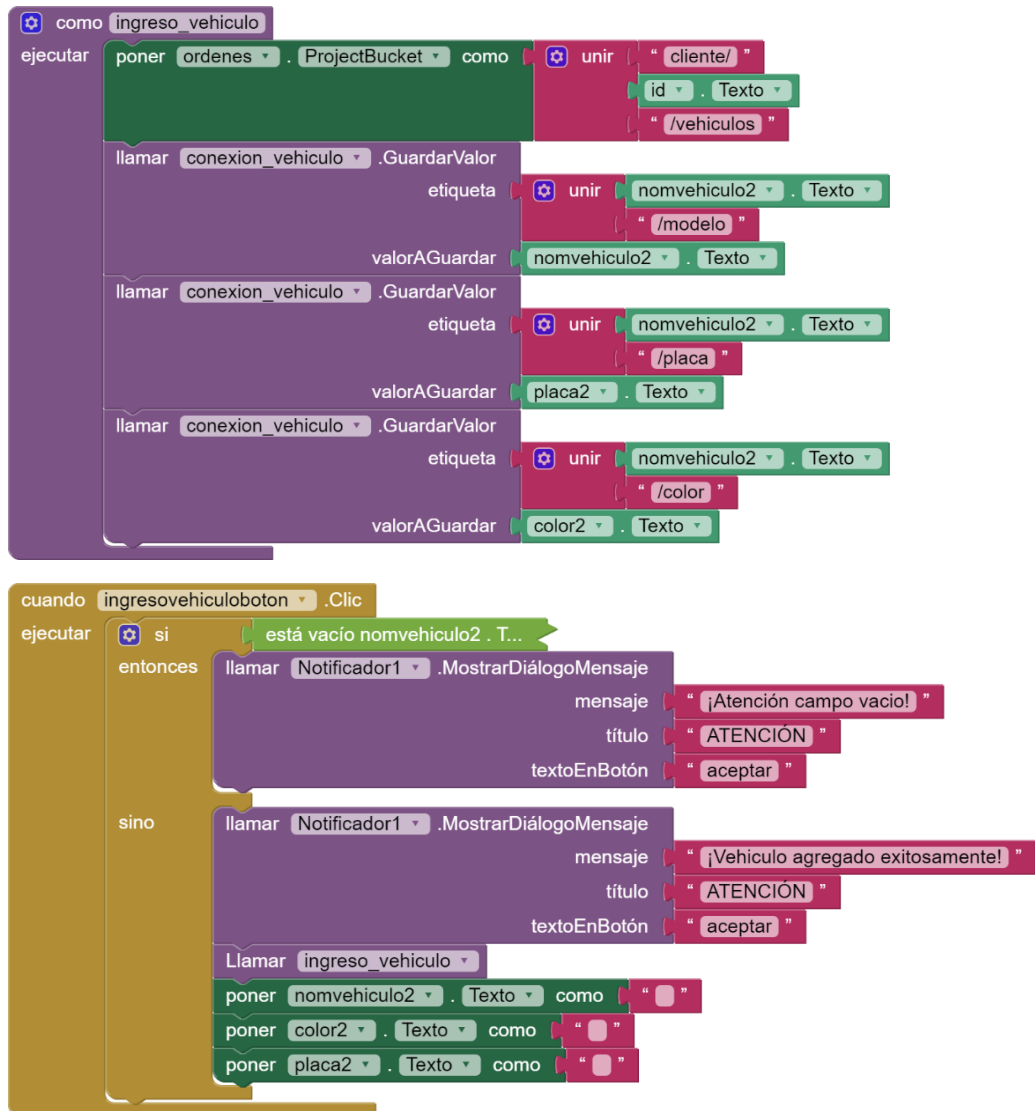 como ingreso_vehiculo
ejecutar poner ordenes . ProjectBucket como unir " cliente/ "
id . Texto
" /vehiculos "
llamar conexion_vehiculo .GuardarValor
etiqueta unir nomvehiculo2 . Texto
" /modelo "
valorAGuardar nomvehiculo2 . Texto
llamar conexion_vehiculo .GuardarValor
etiqueta unir nomvehiculo2 . Texto
" /placa "
valorAGuardar placa2 . Texto
llamar conexion_vehiculo .GuardarValor
etiqueta unir nomvehiculo2 . Texto
" /color "
valorAGuardar color2 . Texto
cuando ingresovehiculoboton .Clic
ejecutar si está vacío nomvehiculo2 . T...
entonces llamar Notificador1 .MostrarDiálogoMensaje
mensaje " ¡Atención campo vacio! "
título " ATENCIÓN "
textoEnBotón " aceptar "
sino llamar Notificador1 .MostrarDiálogoMensaje
mensaje " ¡Vehiculo agregado exitosamente! "
título " ATENCIÓN "
textoEnBotón " aceptar "
Llamar ingreso_vehiculo
poner nomvehiculo2 . Texto como " "
poner color2 . Texto como " "
poner placa2 . Texto como " "